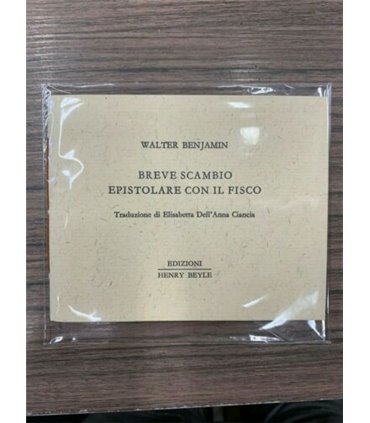 WALTER BENJAMIN
BREVE SCAMBIO
EPISTOLARE CON IL FISCO
Traduzione di Elisabetta Dell'Anna Ciancia
EDIZIONI
HENRY BEYLE